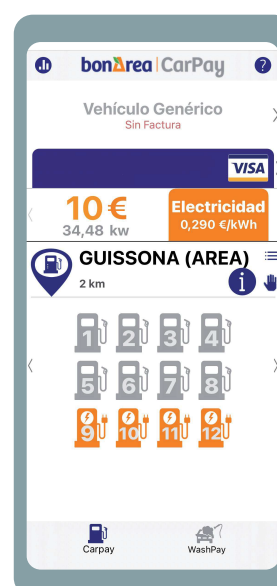 bonÀrea CarPay ?
Vehículo Genérico
Sin Factura
VISA
10 €
34,48 kw
Electricidad
0,290 €/kWh
GUISSONA (AREA)
2 km
i
1 2 3 4
5 6 7 8
9 10 11 12
Carpay WashPay